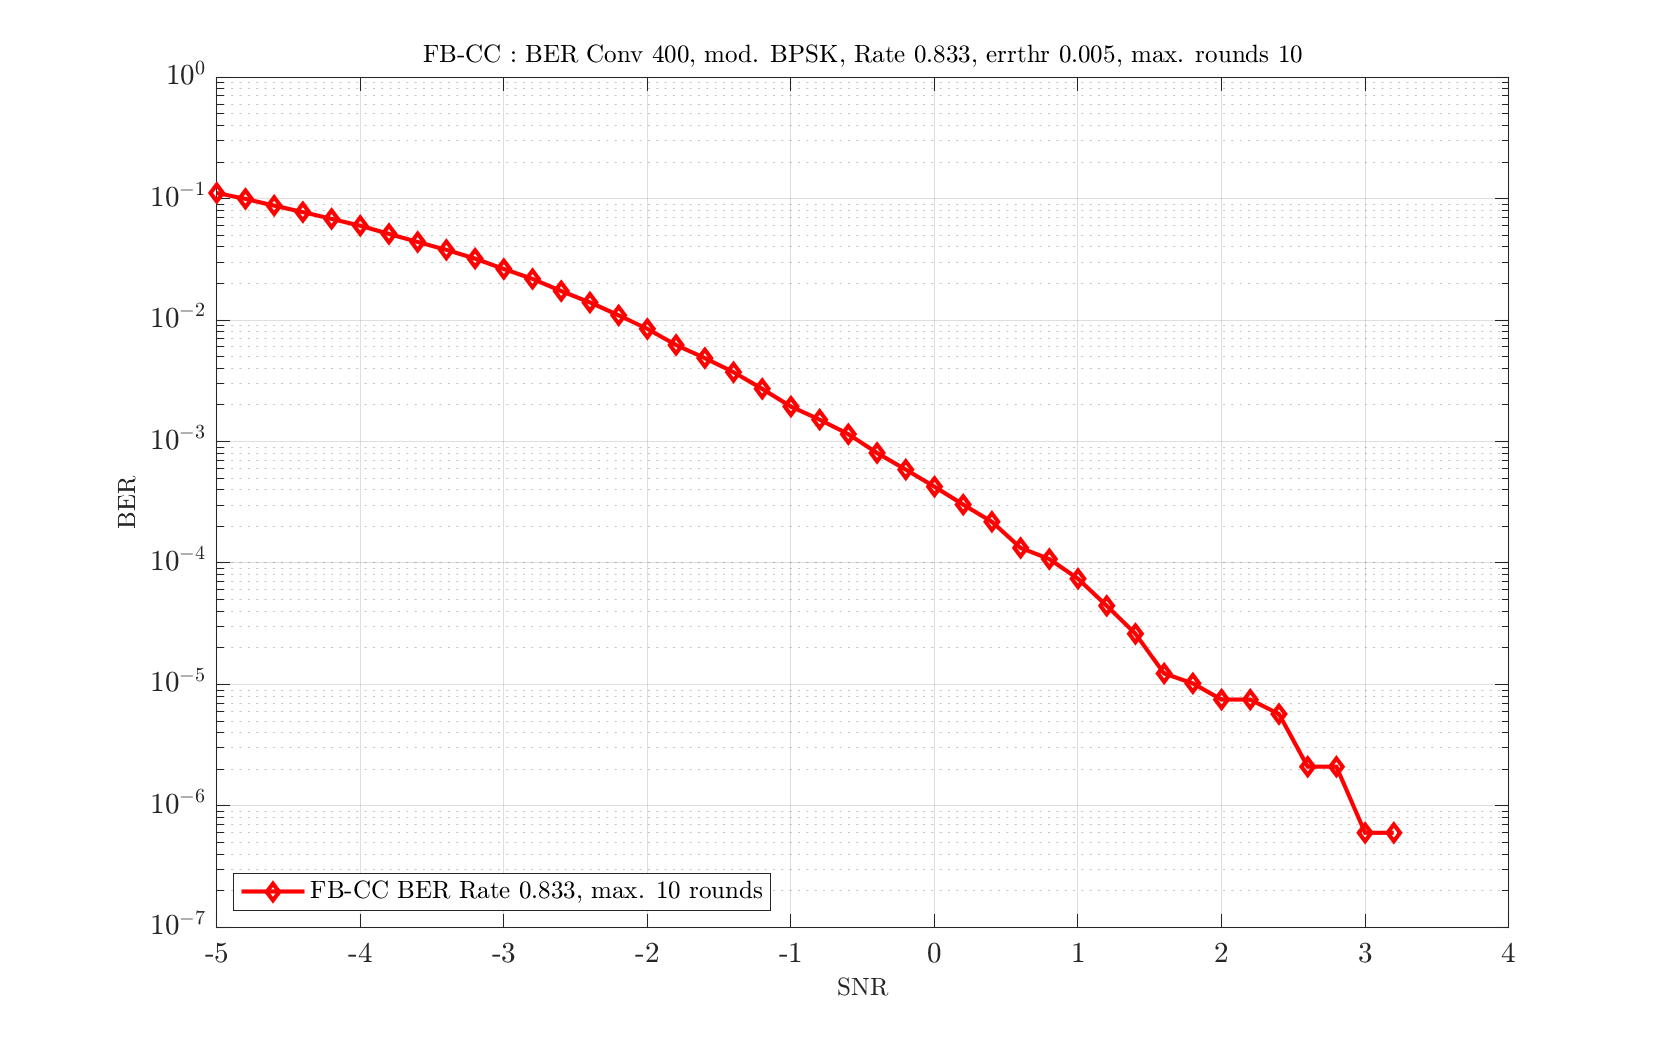 FB-CC : BER Conv 400, mod. BPSK, Rate 0.833, errthr 0.005, max. rounds 10
10^0
10^-1
10^-2
10^-3
10^-4
10^-5
10^-6
10^-7
BER
FB-CC BER Rate 0.833, max. 10 rounds
-5 -4 -3 -2 -1 0 1 2 3 4
SNR